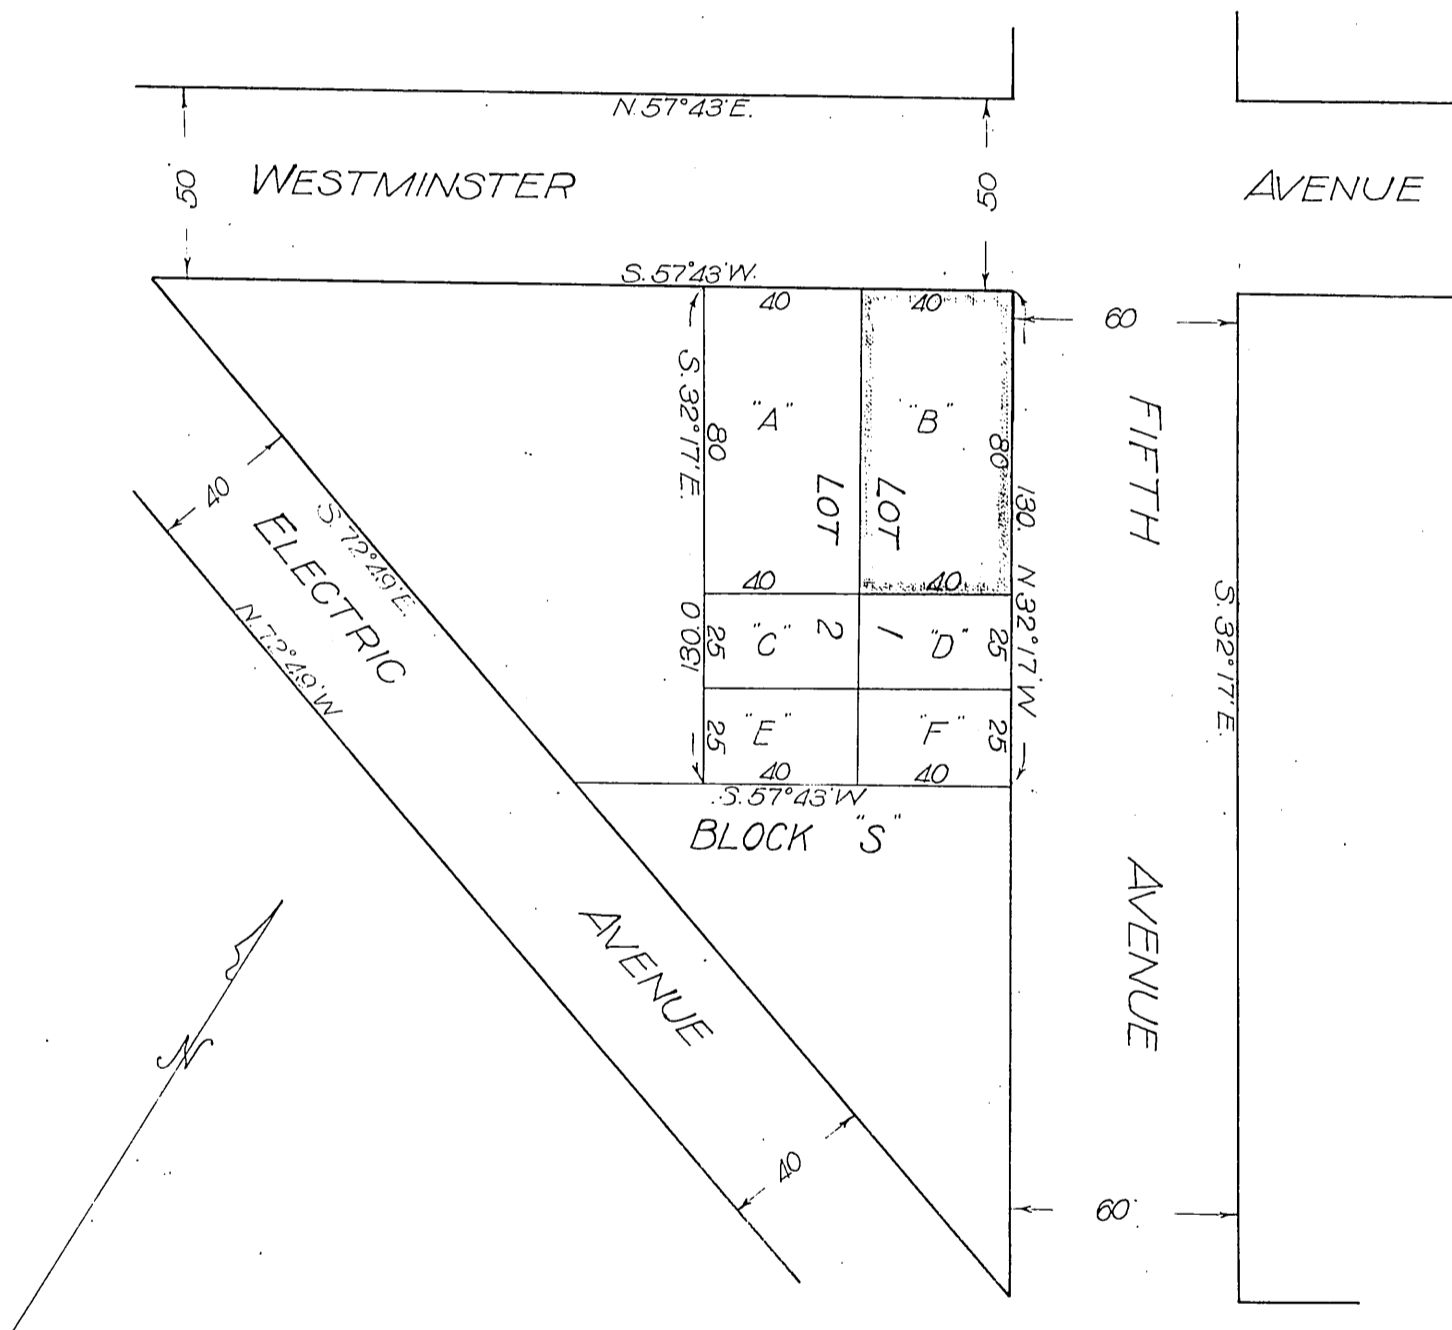 N. 57°43'E.
50
WESTMINSTER
50
AVENUE
S. 57°43'W.
40
40
60
S. 32°17'E.
80
"A"
"B"
80
130. N 32°17'W
FIFTH
LOT
LOT
40
40
40
ELECTRIC
S. 72°49'E.
N. 72°49'W
130.0
25
"C"
2
1
"D"
25
S. 32°17'E.
25
"E"
"F"
25
40
40
S. 57°43'W
BLOCK "S"
AVENUE
AVENUE
N
40
60